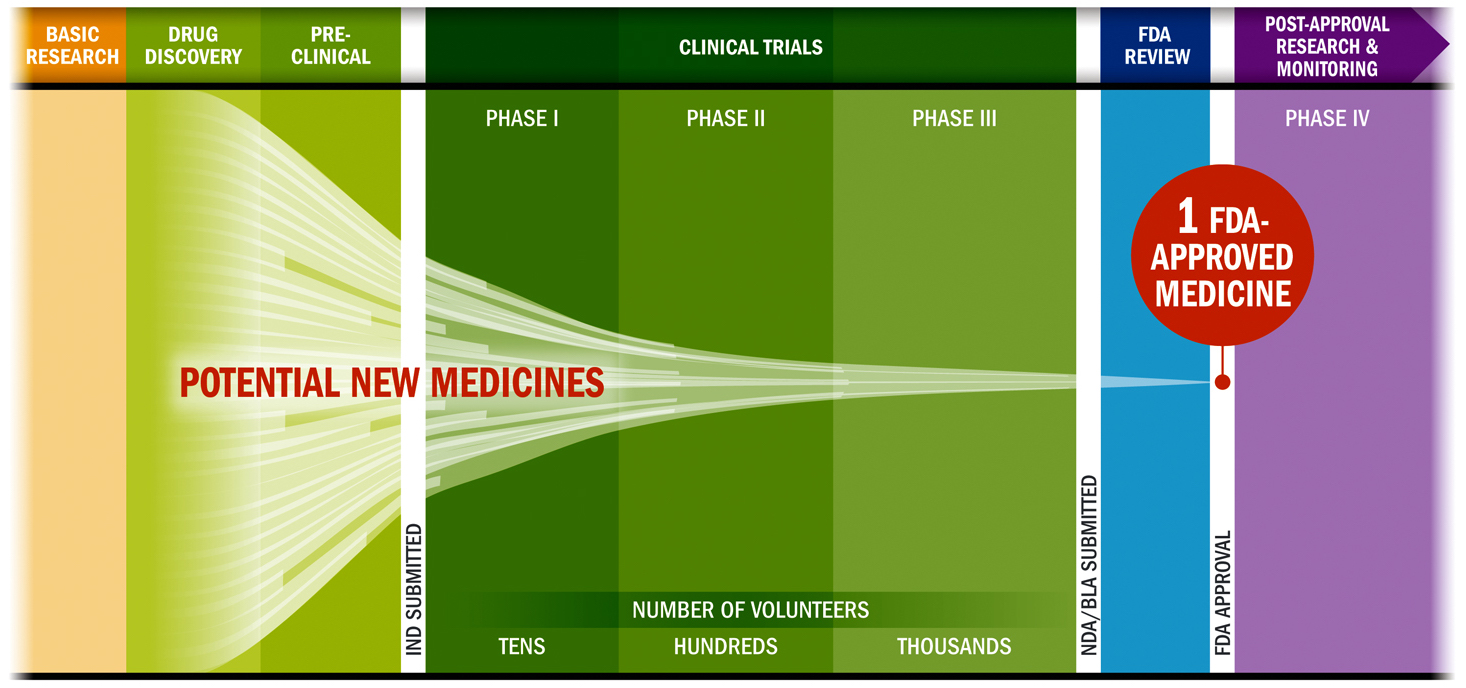 BASIC
RESEARCH
DRUG
DISCOVERY
PRE-
CLINICAL
CLINICAL TRIALS
FDA
REVIEW
POST-APPROVAL
RESEARCH &
MONITORING
PHASE I
PHASE II
PHASE III
PHASE IV
1 FDA-
APPROVED
MEDICINE
POTENTIAL NEW MEDICINES
IND SUBMITTED
NDA/BLA SUBMITTED
FDA APPROVAL
NUMBER OF VOLUNTEERS
TENS
HUNDREDS
THOUSANDS